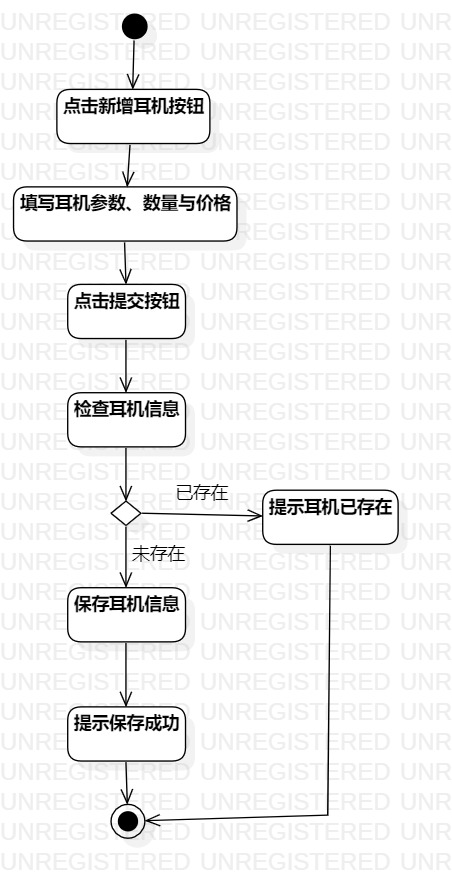 点击新增耳机按钮
填写耳机参数、数量与价格
点击提交按钮
检查耳机信息
已存在
提示耳机已存在
未存在
保存耳机信息
提示保存成功
UNREGISTERED UNREGISTERED UNR